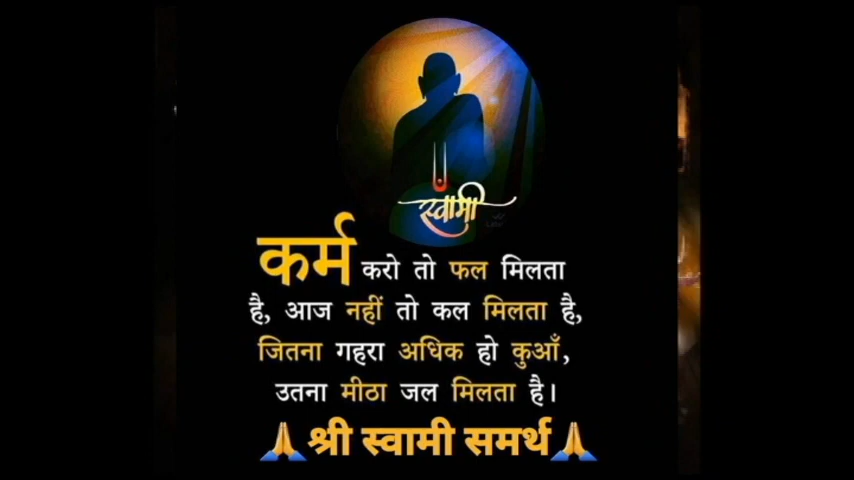 स्वामी
कर्म करो तो फल मिलता
है, आज नहीं तो कल मिलता है,
जितना गहरा अधिक हो कुआँ,
उतना मीठा जल मिलता है।
🙏श्री स्वामी समर्थ🙏